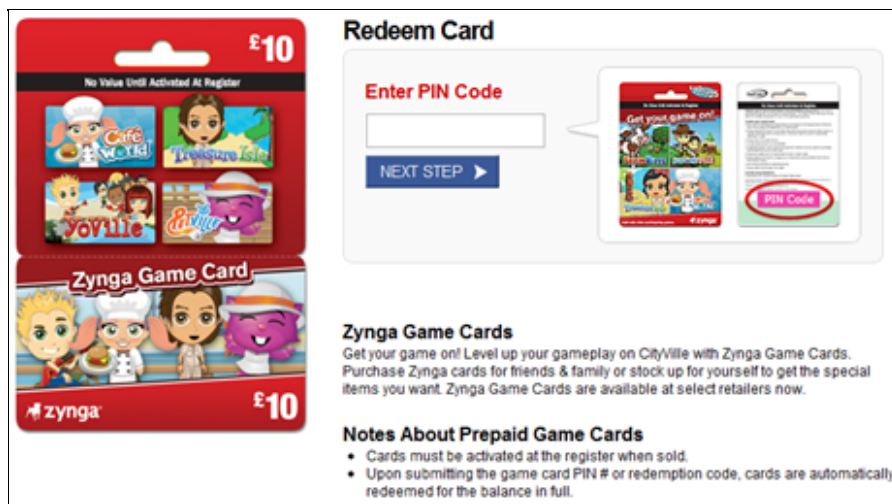 £10
No Value Until Activated At Register
Café
World
Treasure Isle
YoVille
PetVille
Zynga Game Card
zynga
£10
Redeem Card
Enter PIN Code
NEXT STEP
Get your game on!
zynga
PIN Code
Zynga Game Cards
Get your game on! Level up your gameplay on CityVille with Zynga Game Cards.
Purchase Zynga cards for friends & family or stock up for yourself to get the special
items you want. Zynga Game Cards are available at select retailers now.
Notes About Prepaid Game Cards
• Cards must be activated at the register when sold.
• Upon submitting the game card PIN # or redemption code, cards are automatically
redeemed for the balance in full.